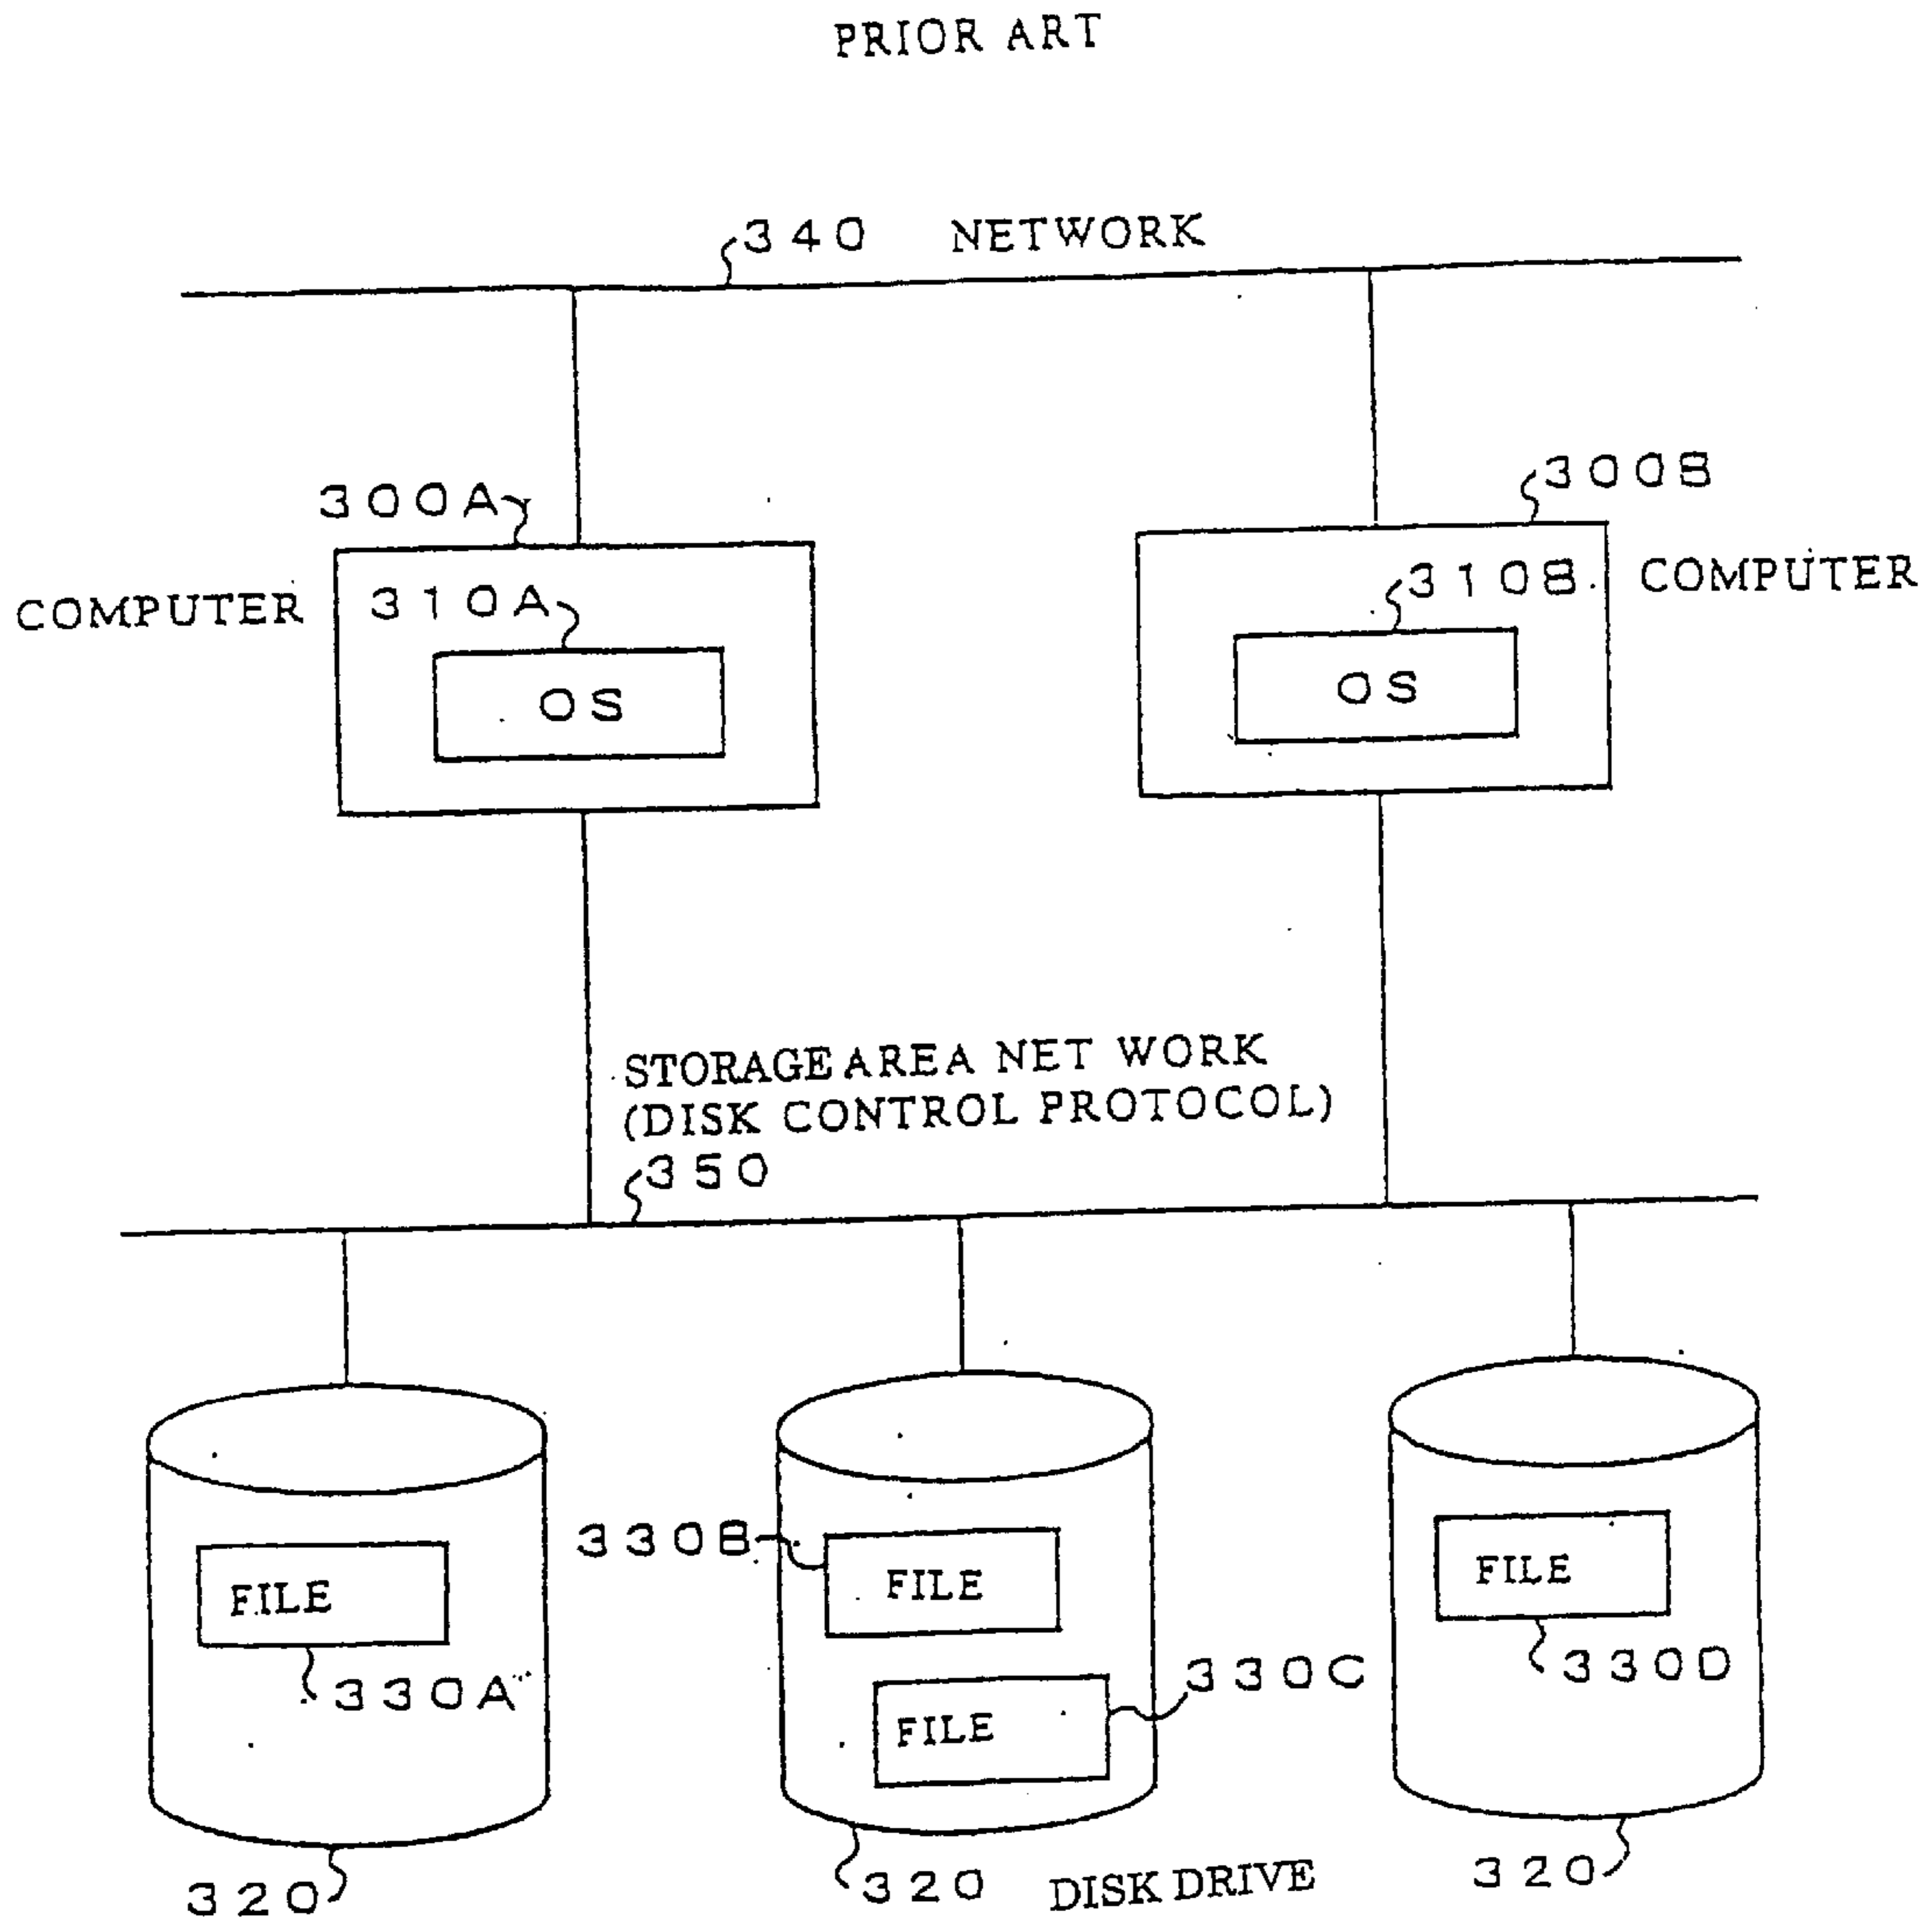 PRIOR ART
340 NETWORK
300A
300B
COMPUTER
310A
310B
COMPUTER
OS
OS
STORAGE AREA NET WORK
(DISK CONTROL PROTOCOL)
350
330B
FILE
FILE
FILE
330A
330C
330D
FILE
320
320 DISK DRIVE
320